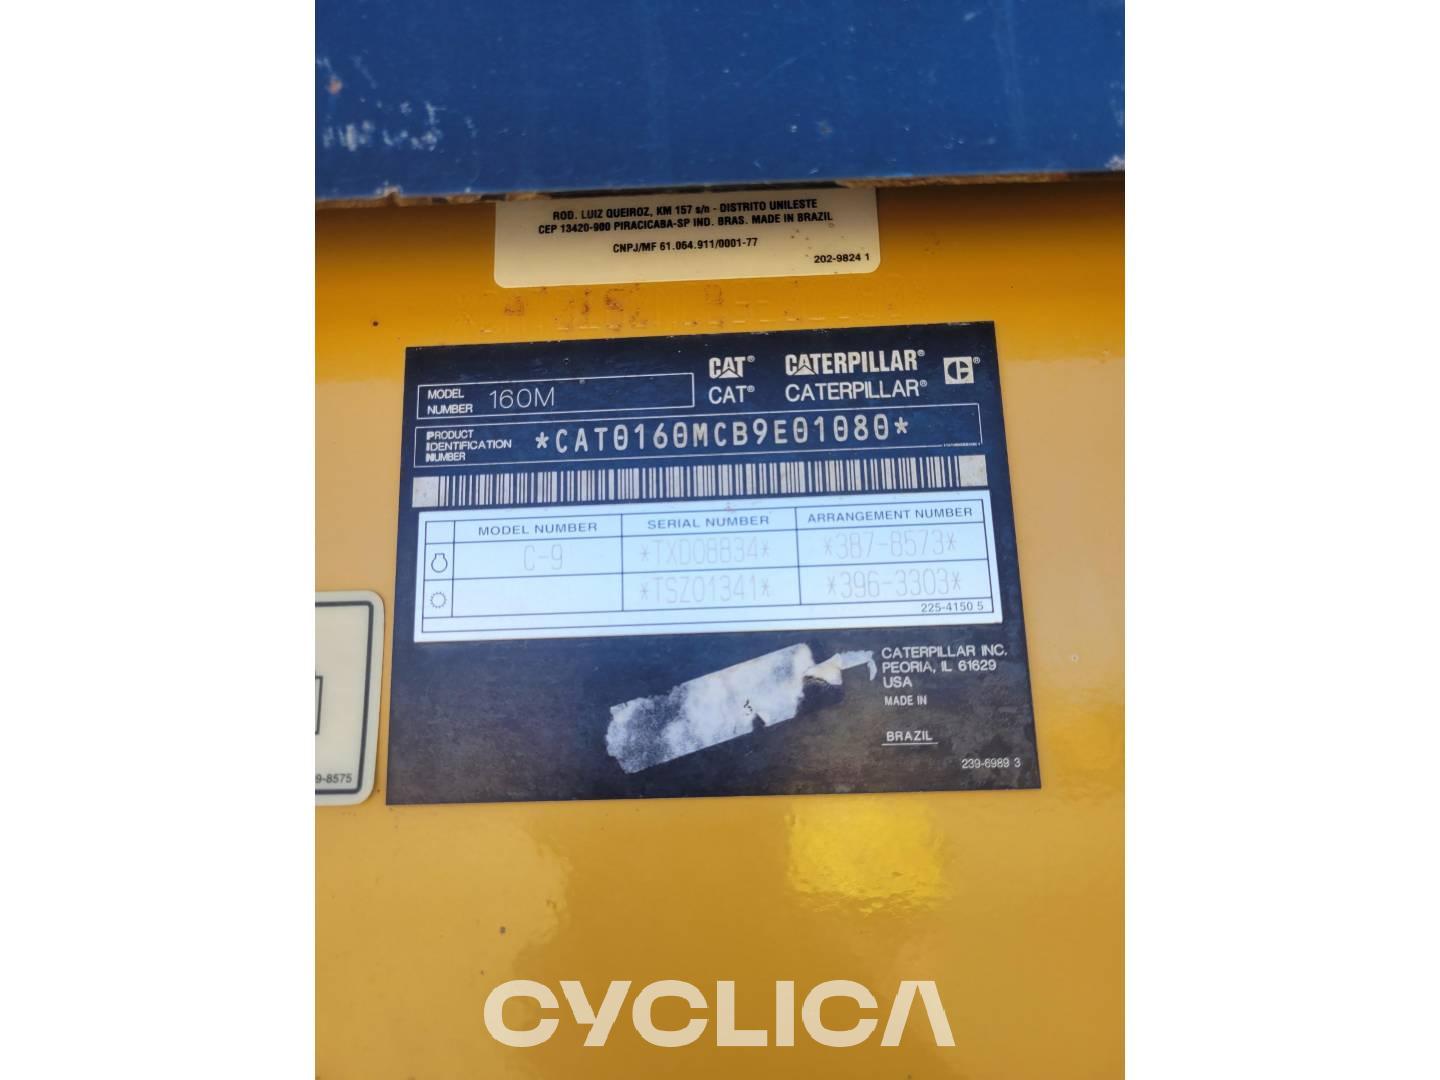 ROD. LUIZ QUEIROZ, KM 157 s/n - DISTRITO UNILESTE
CEP 13420-900 PIRACICABA-SP IND. BRAS. MADE IN BRAZIL
CNPJ/MF 61.064.911/0001-77
202-9824 1
CAT® CATERPILLAR®
CAT® CATERPILLAR®
MODEL NUMBER 160M
PRODUCT IDENTIFICATION NUMBER *CAT0160MCB9E01080*
MODEL NUMBER SERIAL NUMBER ARRANGEMENT NUMBER
C-9 *TXD08834* *387-8573*
*TSZ01341* *396-3303*
225-4150 5
CATERPILLAR INC.
PEORIA, IL 61629
USA
MADE IN
BRAZIL
239-6989 3
9-8575
CYCLICA